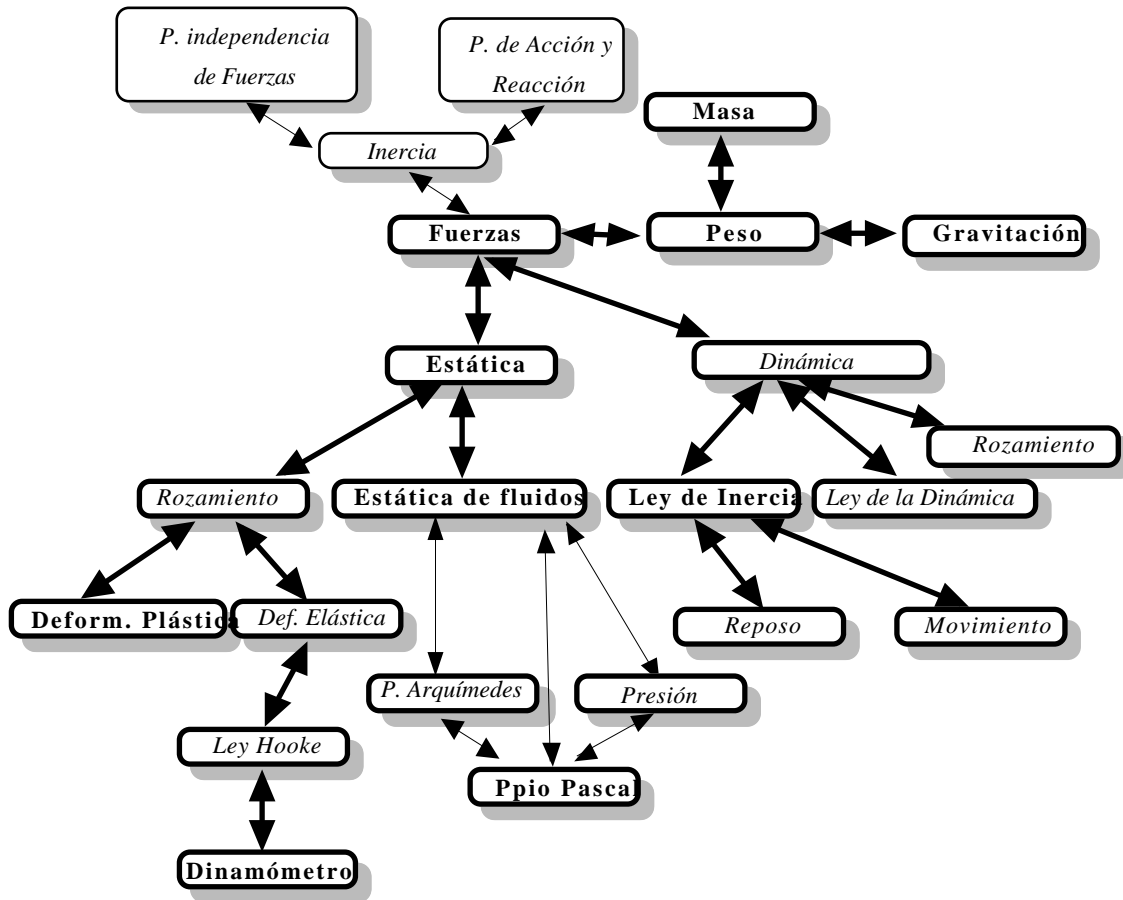 P. independencia
de Fuerzas
P. de Acción y
Reacción
Masa
Inercia
Fuerzas
Peso
Gravitación
Estática
Dinámica
Rozamiento
Rozamiento
Estática de fluidos
Ley de Inercia
Ley de la Dinámica
Deform. Plástica
Def. Elástica
Reposo
Movimiento
P. Arquímedes
Presión
Ley Hooke
Ppio Pascal
Dinamómetro